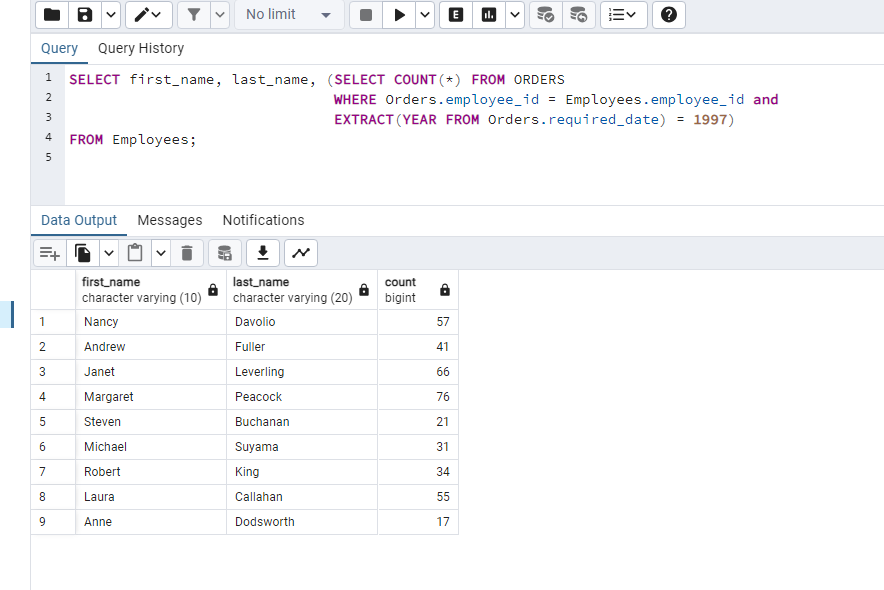 No limit
E
Query Query History
1 SELECT first_name, last_name, (SELECT COUNT(*) FROM ORDERS
2 WHERE Orders.employee_id = Employees.employee_id and
3 EXTRACT(YEAR FROM Orders.required_date) = 1997)
4 FROM Employees;
5
Data Output Messages Notifications
first_name last_name count
character varying (10) character varying (20) bigint
1 Nancy Davolio 57
2 Andrew Fuller 41
3 Janet Leverling 66
4 Margaret Peacock 76
5 Steven Buchanan 21
6 Michael Suyama 31
7 Robert King 34
8 Laura Callahan 55
9 Anne Dodsworth 17